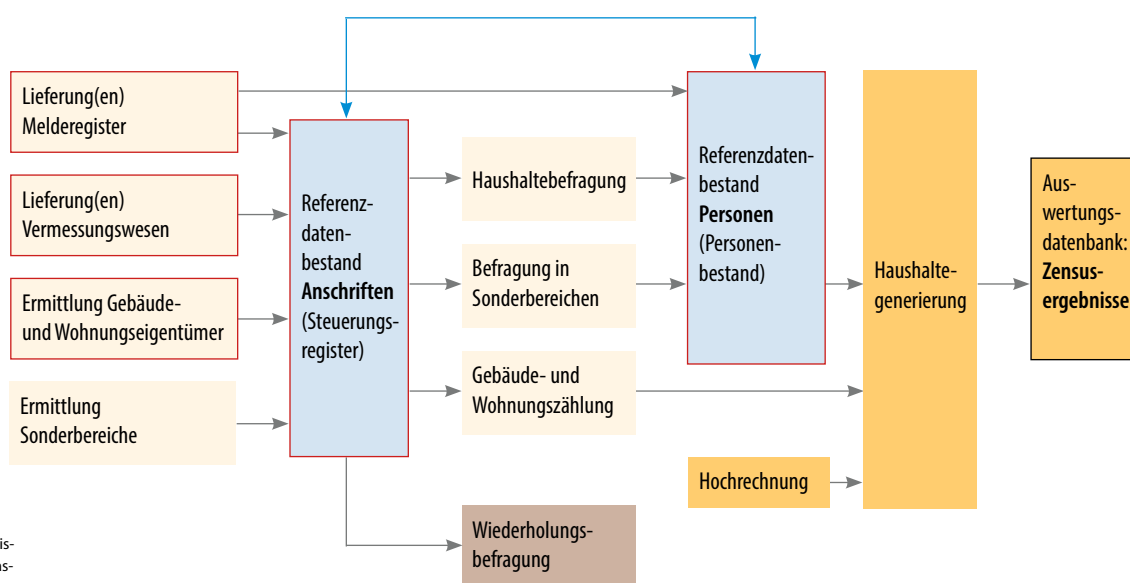 Lieferung(en)
Melderegister
Lieferung(en)
Vermessungswesen
Ermittlung Gebäude-
und Wohnungseigentümer
Ermittlung
Sonderbereiche
Referenz-
daten-
bestand
Anschriften
(Steuerungs-
register)
Haushaltebefragung
Befragung in
Sonderbereichen
Gebäude- und
Wohnungszählung
Wiederholungs-
befragung
Referenzdaten-
bestand
Personen
(Personen-
bestand)
Hochrechnung
Haushalte-
generierung
Aus-
wertungs-
datenbank:
Zensus-
ergebnisse